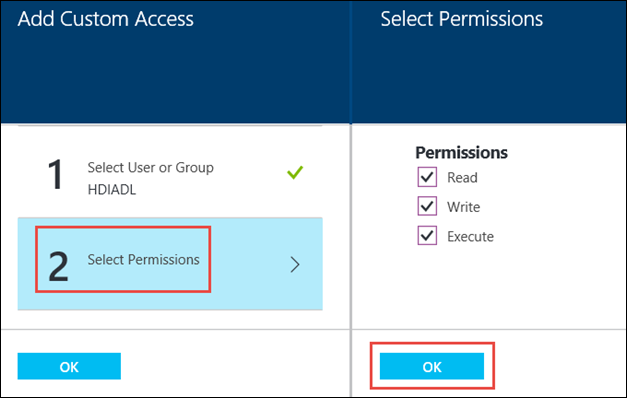 Add Custom Access
1
Select User or Group
HDIADL
2
Select Permissions
OK
Select Permissions
Permissions
Read
Write
Execute
OK